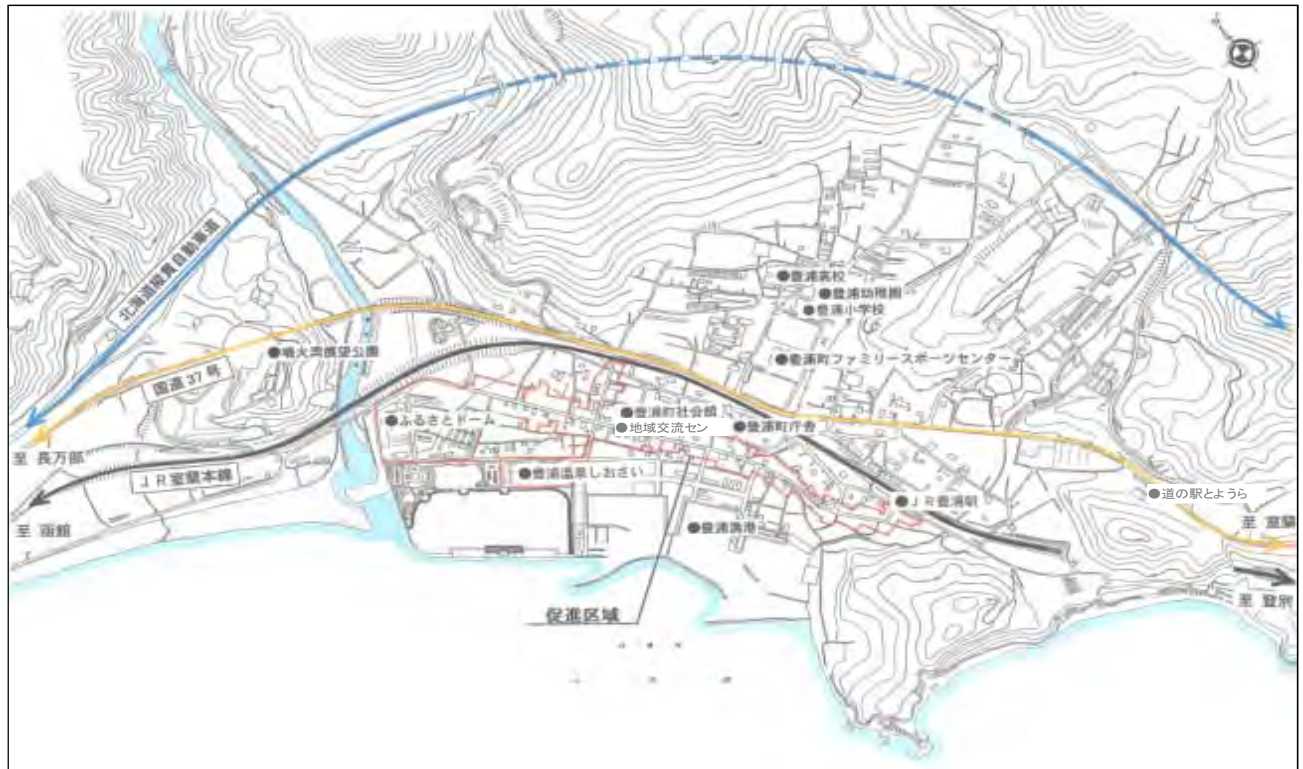 北海道縦貫自動車道
●豊浦高校
●豊浦幼稚園
●豊浦小学校
●噴火湾展望公園
●豊浦町ファミリースポーツセンター
国道37号
●ふるさとドーム
●豊浦町社会館
●地域交流セン
●豊浦町庁舎
至 長万部
ＪＲ室蘭本線
●豊浦温泉しおさい
●ＪＲ豊浦駅
●道の駅とようら
至 函館
●豊浦漁港
至 室蘭
至 登別
促進区域